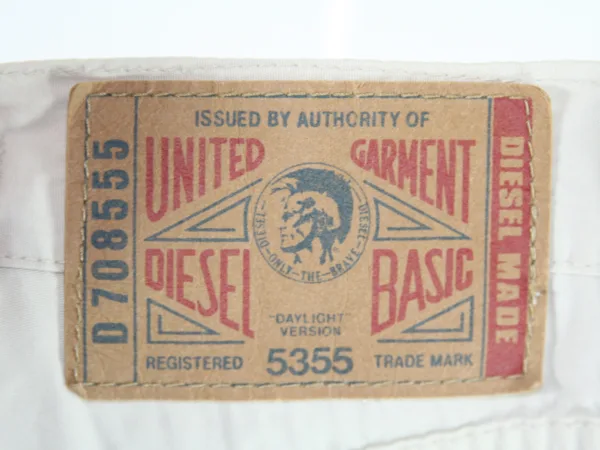 D 708555
ISSUED BY AUTHORITY OF
UNITED GARMENT
DIESEL-ONLY-THE-BRAVE-DIESEL
DIESEL BASIC
"DAYLIGHT"
VERSION
REGISTERED 5355 TRADE MARK
DIESEL MADE